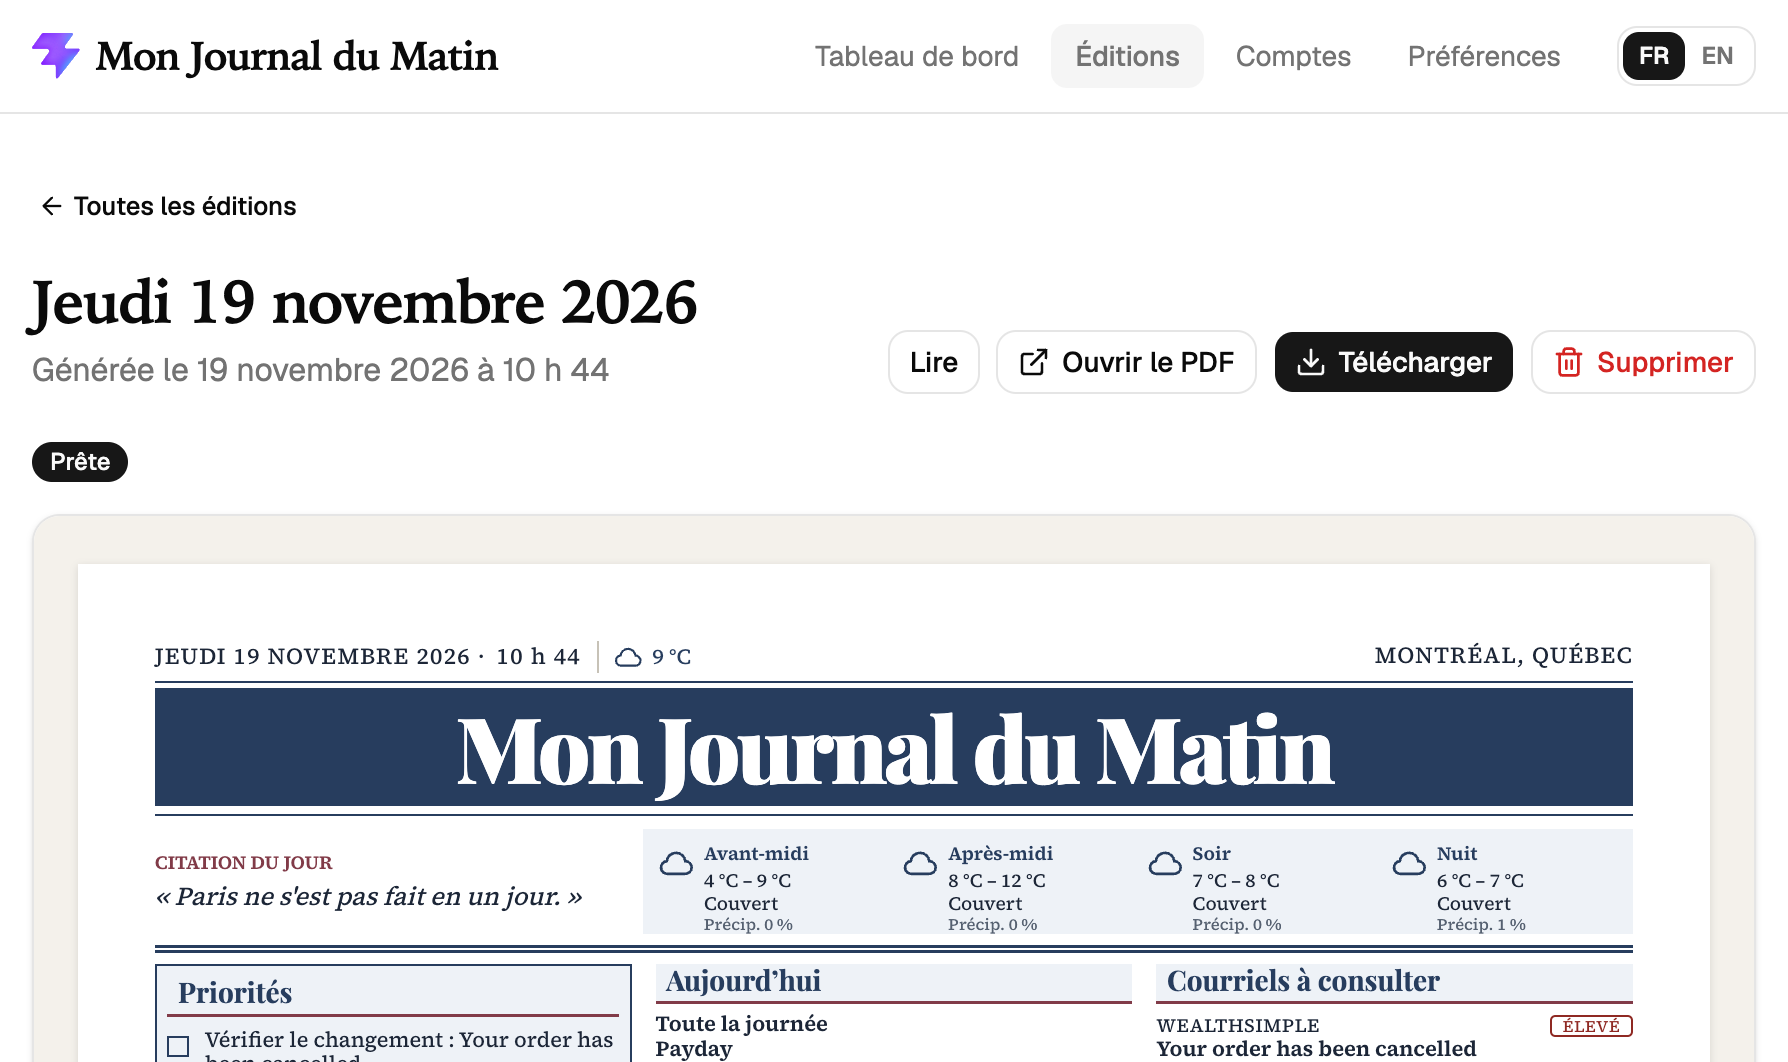 Mon Journal du Matin
Tableau de bord
Éditions
Comptes
Préférences
FR
EN
Toutes les éditions
Jeudi 19 novembre 2026
Générée le 19 novembre 2026 à 10 h 44
Lire
Ouvrir le PDF
Télécharger
Supprimer
Prête
JEUDI 19 NOVEMBRE 2026 · 10 h 44
9 °C
MONTRÉAL, QUÉBEC
Mon Journal du Matin
CITATION DU JOUR
« Paris ne s'est pas fait en un jour. »
Avant-midi
4 °C – 9 °C
Couvert
Précip. 0 %
Après-midi
8 °C – 12 °C
Couvert
Précip. 0 %
Soir
7 °C – 8 °C
Couvert
Précip. 0 %
Nuit
6 °C – 7 °C
Couvert
Précip. 1 %
Priorités
Vérifier le changement : Your order has
been cancelled
Aujourd’hui
Toute la journée
Payday
Courriels à consulter
WEALTHSIMPLE
ÉLEVÉ
Your order has been cancelled